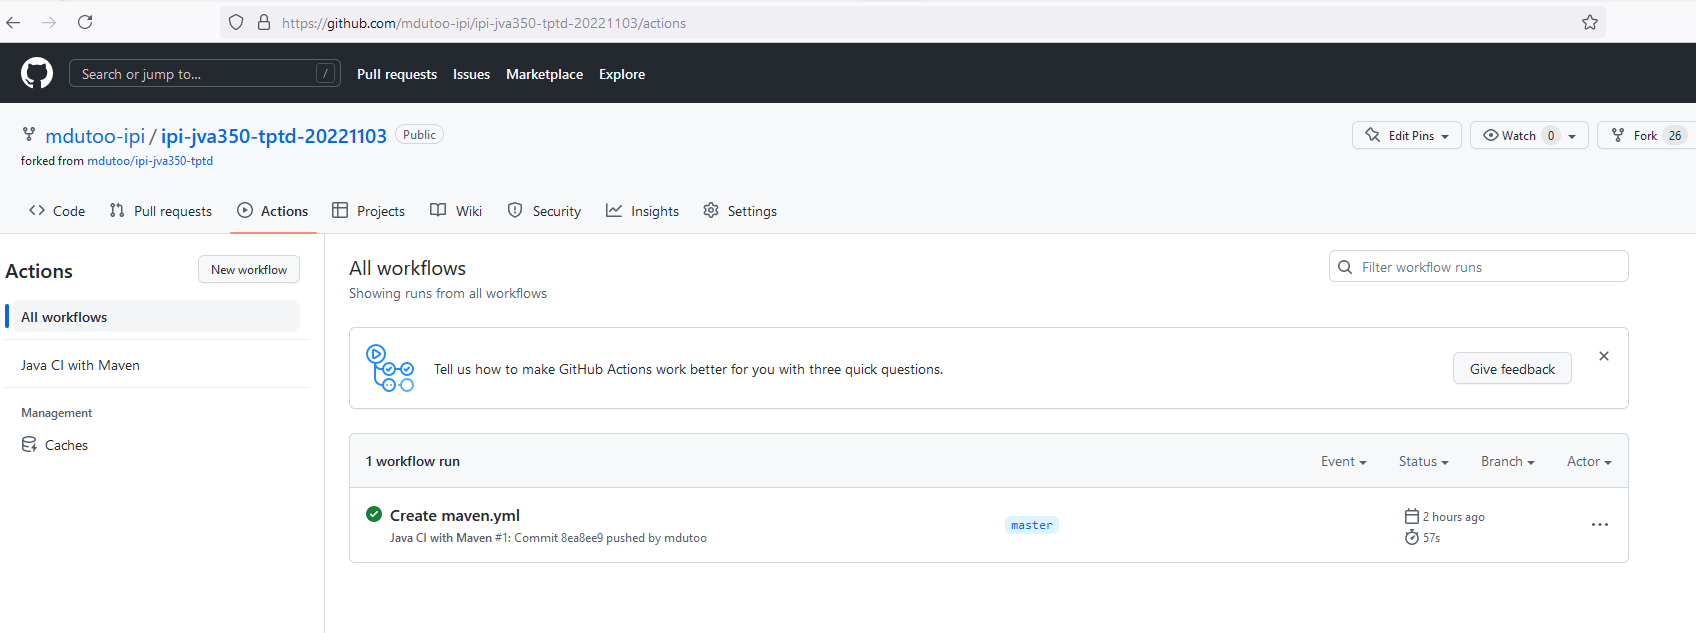 https://github.com/mdutoo-ipi/ipi-jva350-tptd-20221103/actions
Search or jump to... / Pull requests Issues Marketplace Explore
mdutoo-ipi / ipi-jva350-tptd-20221103 Public Edit Pins Watch 0 Fork 26
forked from mdutoo/ipi-jva350-tptd
Code Pull requests Actions Projects Wiki Security Insights Settings
Actions New workflow
All workflows
Java CI with Maven
Management
Caches
All workflows
Showing runs from all workflows
Filter workflow runs
Tell us how to make GitHub Actions work better for you with three quick questions. Give feedback
1 workflow run Event Status Branch Actor
Create maven.yml
Java CI with Maven #1: Commit 8ea8ee9 pushed by mdutoo
master
2 hours ago
57s